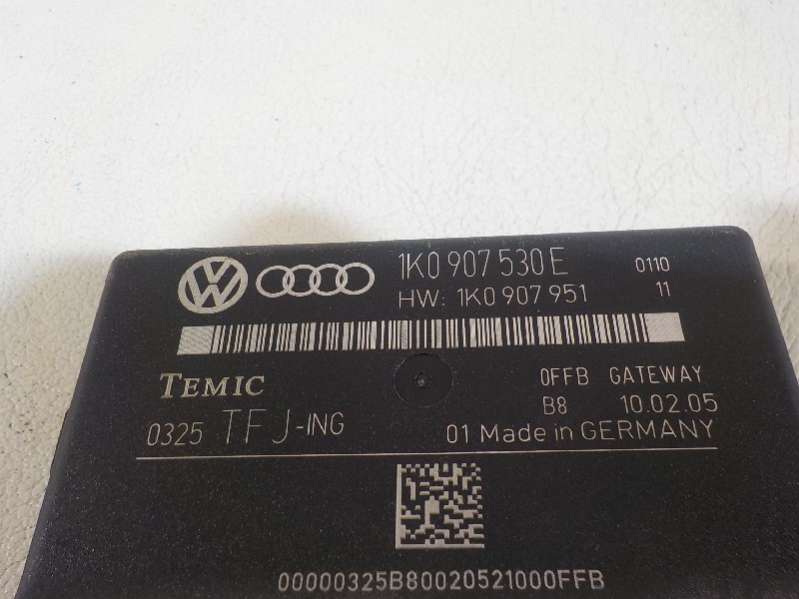 1K0 907 530 E 0110
HW: 1K0 907 951 11
TEMIC 0FFB GATEWAY
B8 10.02.05
0325 TFJ-ING 01 Made in GERMANY
00000325B80020521000FFB